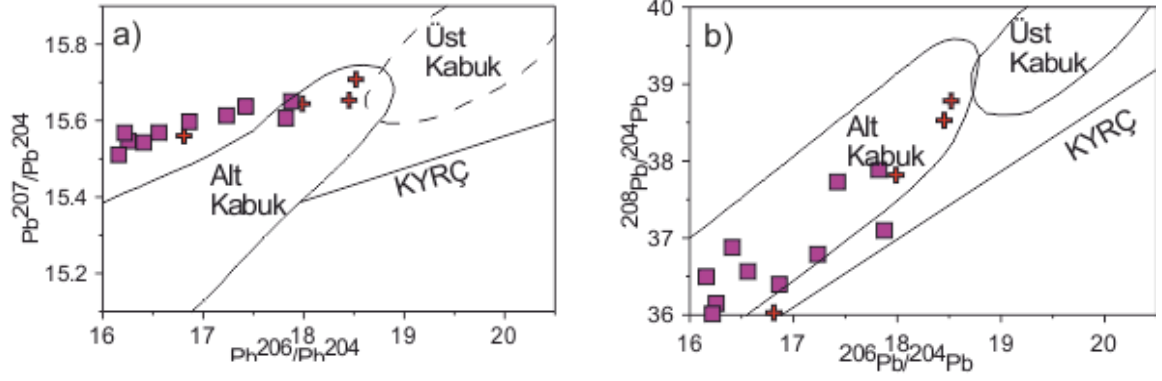 a)
15.9
15.6
15.4
15.2
16
17
18
19
20
Pb207/Pb204
Pb206/Pb204
Üst
Kabuk
Alt
Kabuk
KYRÇ
b)
40
39
38
37
36
16
17
18
19
20
208Pb/204Pb
206Pb/204Pb
Üst
Kabuk
Alt
Kabuk
KYRÇ